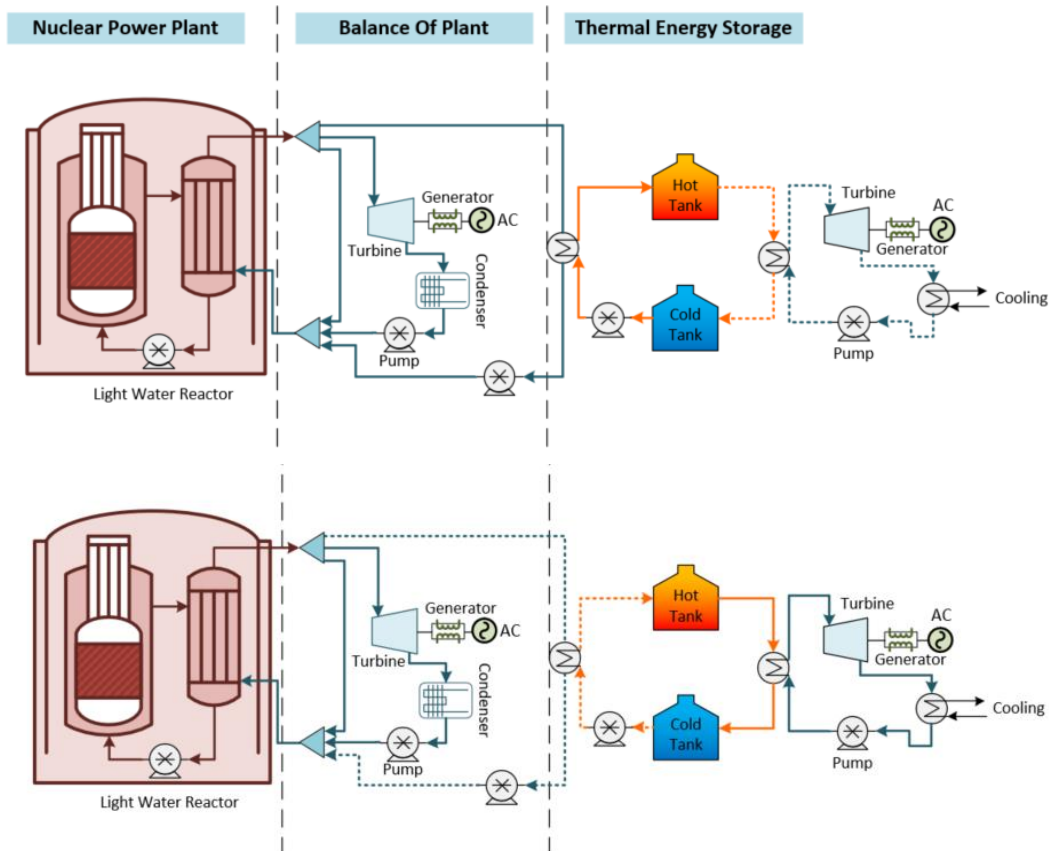 Nuclear Power Plant
Balance Of Plant
Thermal Energy Storage
Generator
AC
Turbine
Condenser
Pump
Light Water Reactor
Hot
Tank
Cold
Tank
Turbine
AC
Generator
Cooling
Pump
Generator
AC
Turbine
Condenser
Pump
Light Water Reactor
Hot
Tank
Cold
Tank
Turbine
AC
Generator
Cooling
Pump